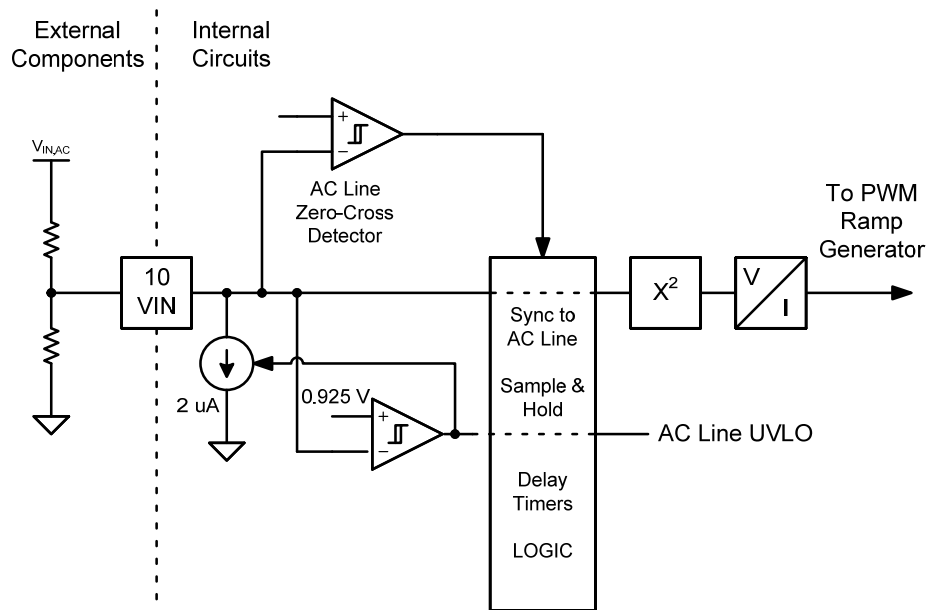 External
Components
Internal
Circuits
VIN,AC
+
−
AC Line
Zero-Cross
Detector
To PWM
Ramp
Generator
10
VIN
X²
V
I
Sync to
AC Line
2 uA
0.925 V
+
−
Sample &
Hold
AC Line UVLO
Delay
Timers
LOGIC